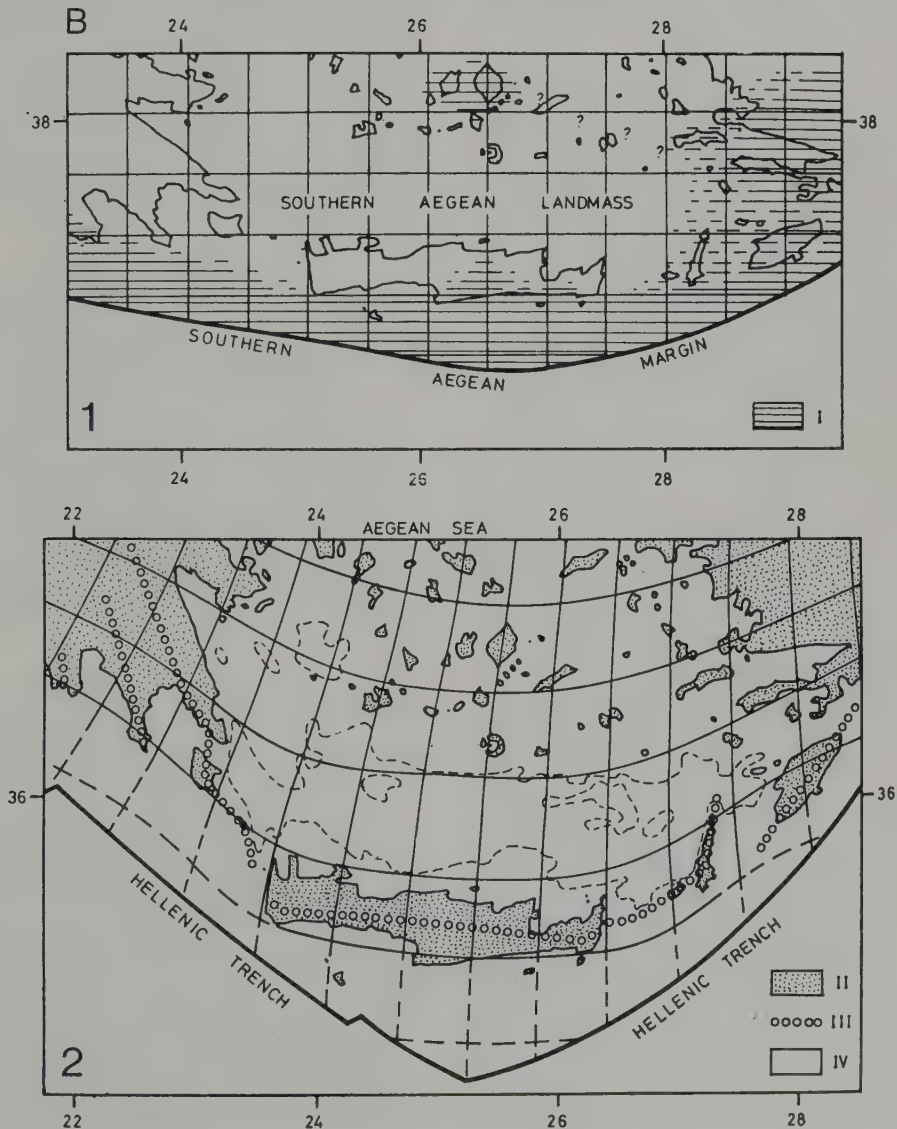 B
24 26 28
38 38
? ? ? ? ?
SOUTHERN AEGEAN LANDMASS
SOUTHERN AEGEAN MARGIN
1
I
24 26 28
22 24 AEGEAN SEA 26 28
36 36
HELLENIC TRENCH
HELLENIC TRENCH
II
III
IV
2
22 24 26 28